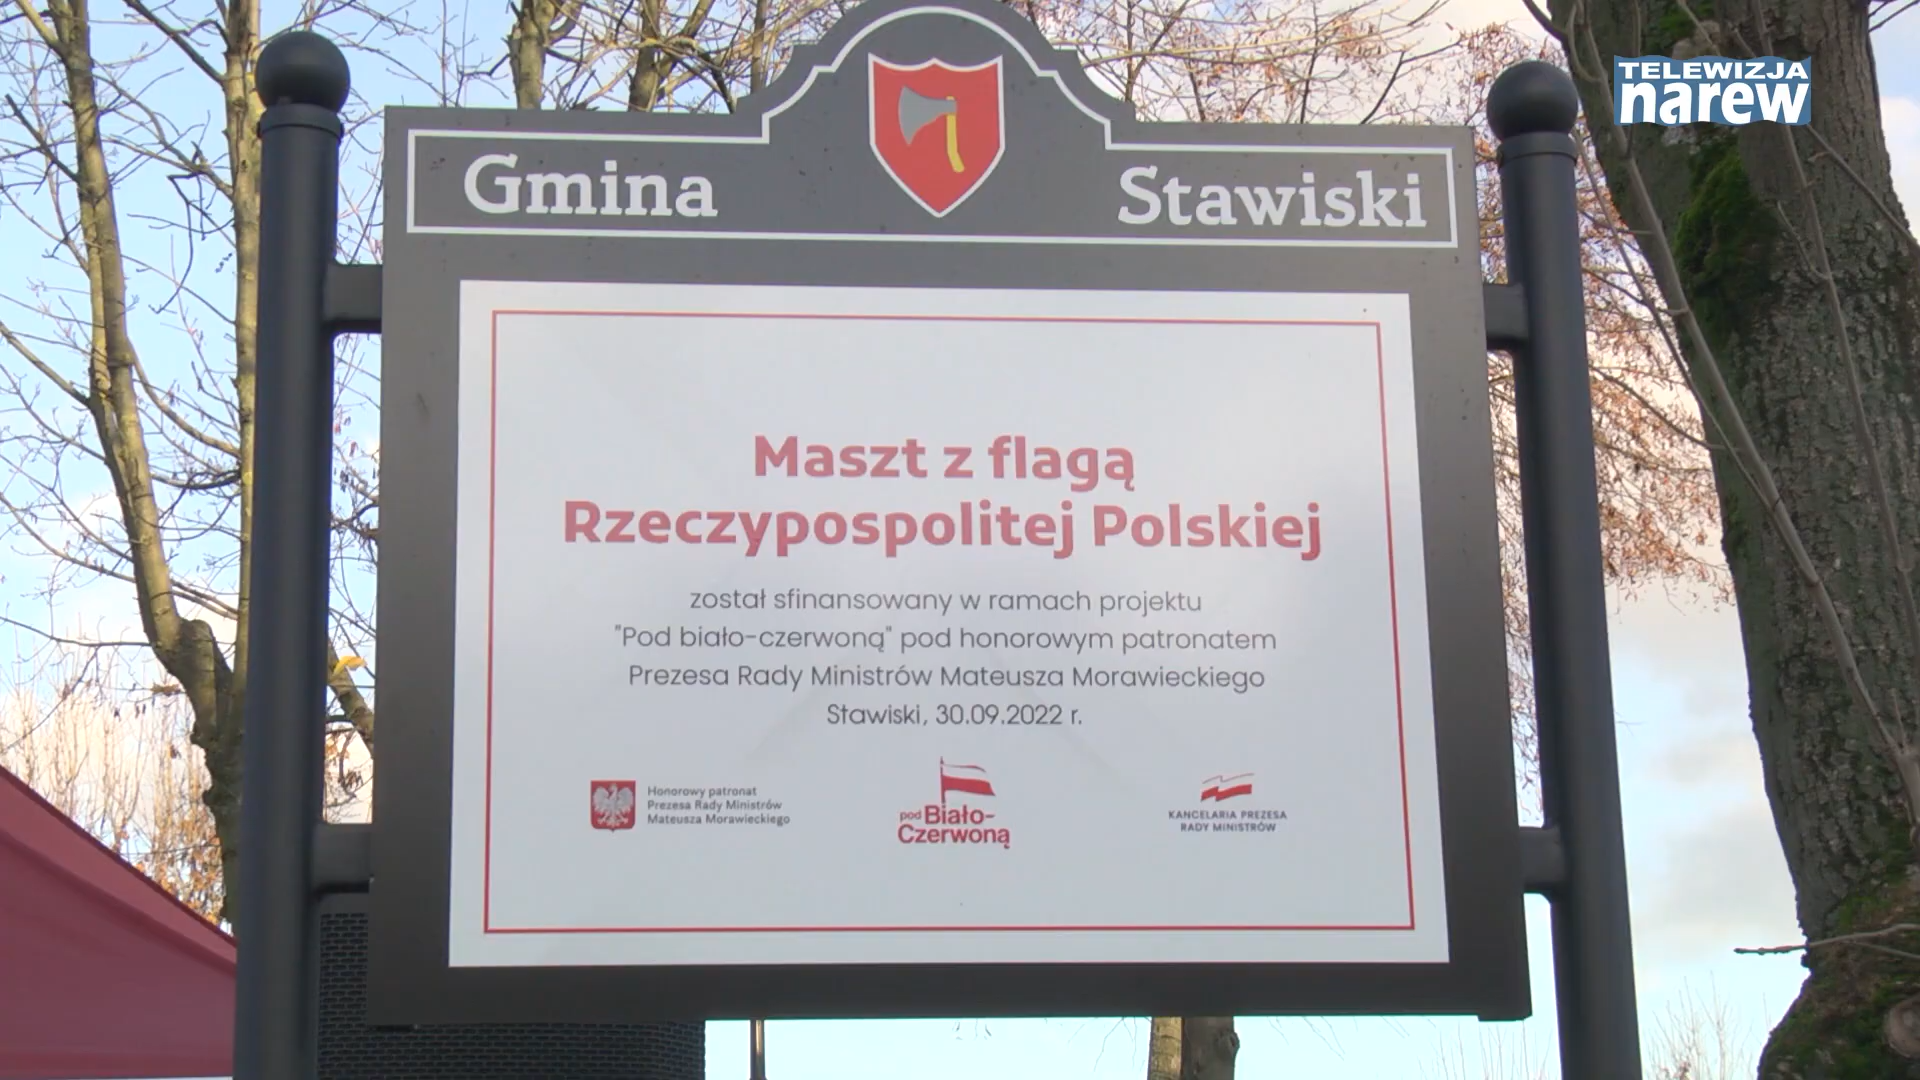 TELEWIZJA
narew
Gmina Stawiski
Maszt z flagą
Rzeczypospolitej Polskiej
został sfinansowany w ramach projektu
"Pod biało-czerwoną" pod honorowym patronatem
Prezesa Rady Ministrów Mateusza Morawieckiego
Stawiski, 30.09.2022 r.
Honorowy patronat
Prezesa Rady Ministrów
Mateusza Morawieckiego
pod Biało-
Czerwoną
KANCELARIA PREZESA
RADY MINISTRÓW